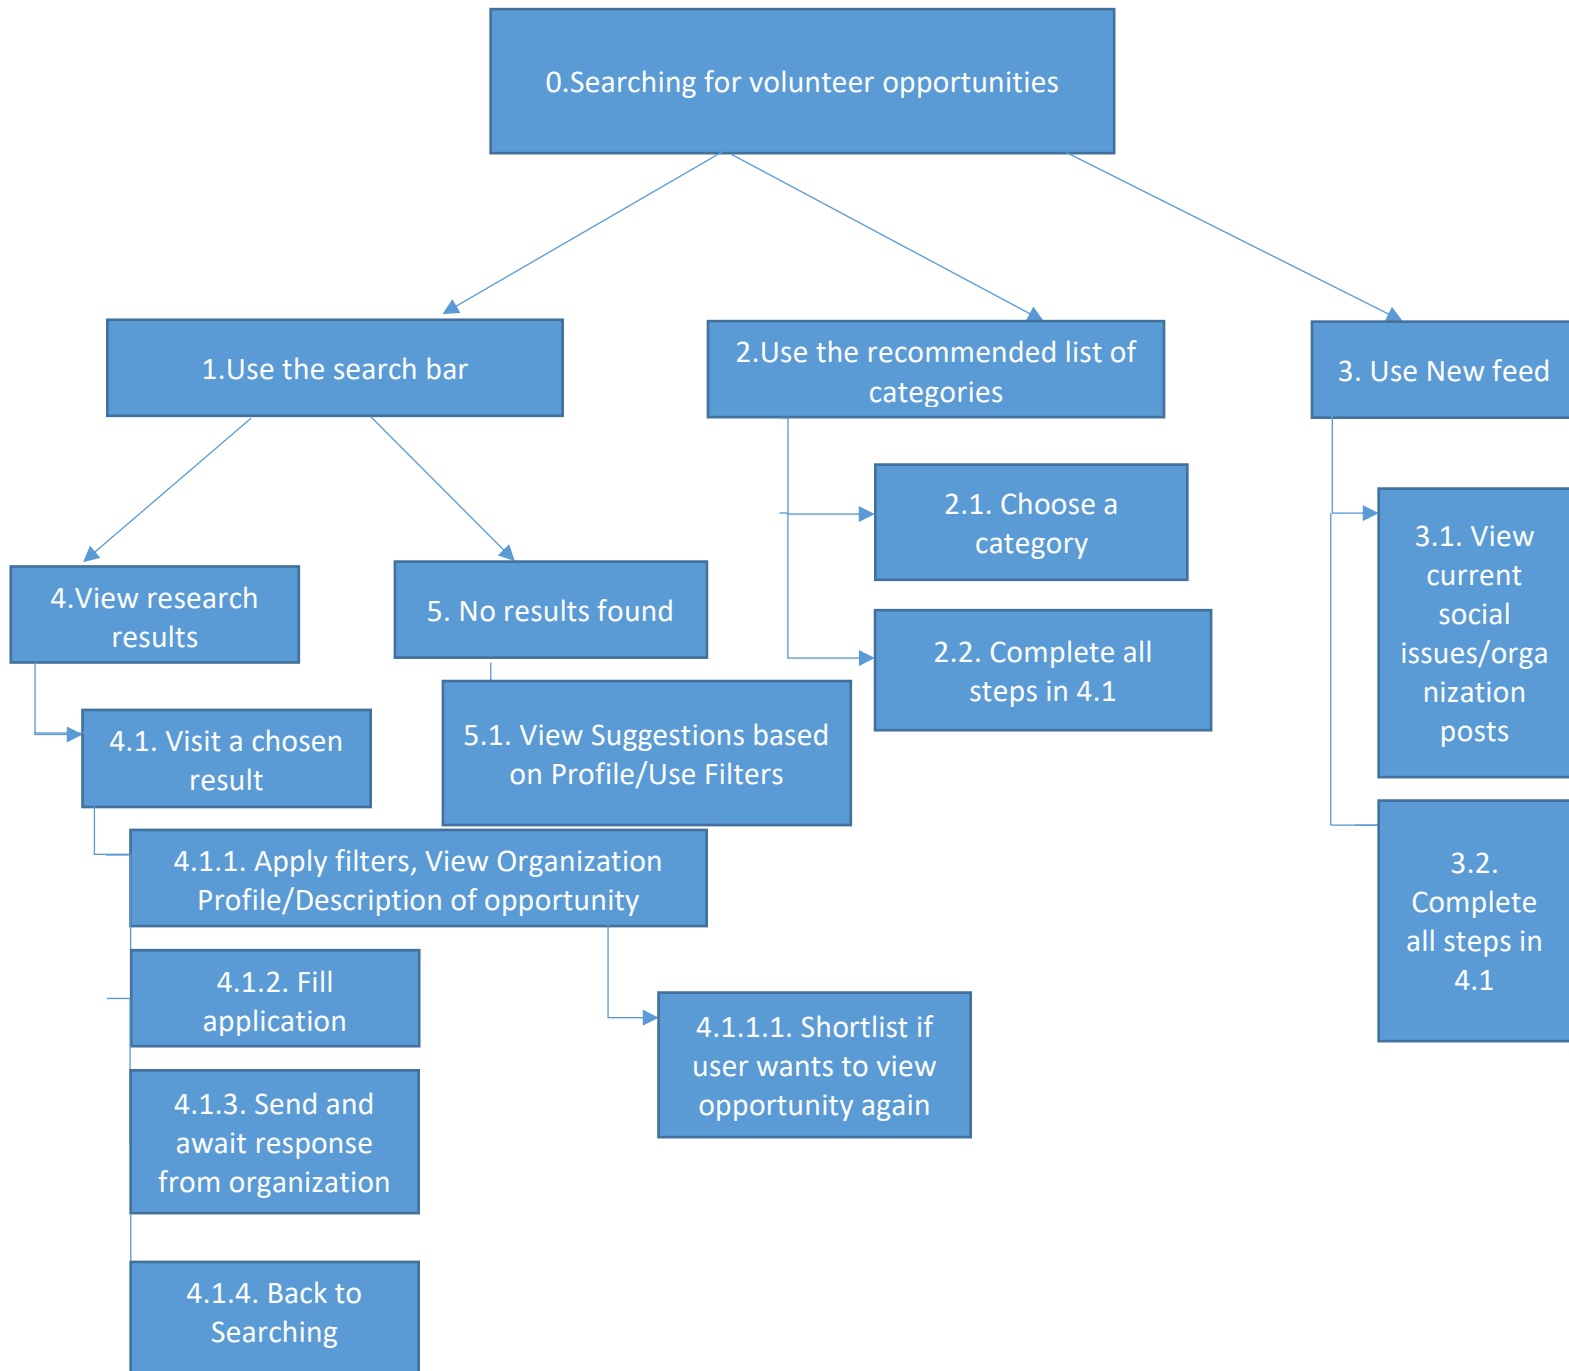 0.Searching for volunteer opportunities
1.Use the search bar
2.Use the recommended list of
categories
3. Use New feed
2.1. Choose a
category
3.1. View
current
social
issues/orga
nization
posts
4.View research
results
5. No results found
2.2. Complete all
steps in 4.1
4.1. Visit a chosen
result
5.1. View Suggestions based
on Profile/Use Filters
4.1.1. Apply filters, View Organization
Profile/Description of opportunity
3.2.
Complete
all steps in
4.1
4.1.2. Fill
application
4.1.1.1. Shortlist if
user wants to view
opportunity again
4.1.3. Send and
await response
from organization
4.1.4. Back to
Searching